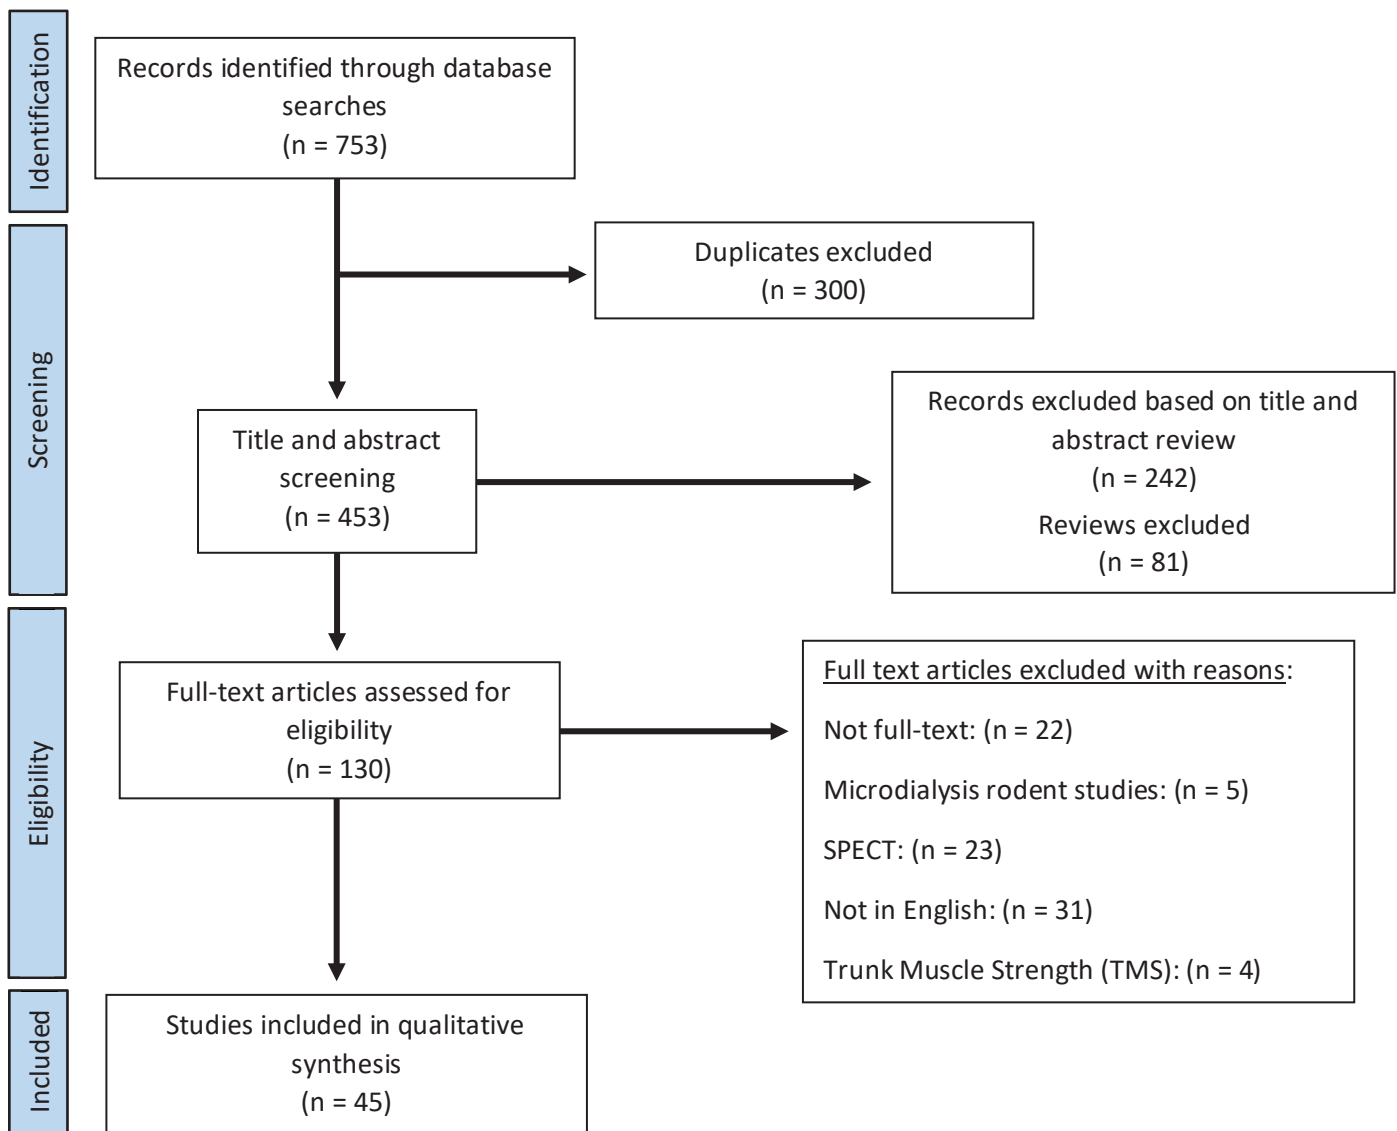 Identification
Records identified through database
searches
(n = 753)
Duplicates excluded
(n = 300)
Screening
Title and abstract
screening
(n = 453)
Records excluded based on title and
abstract review
(n = 242)
Reviews excluded
(n = 81)
Eligibility
Full-text articles assessed for
eligibility
(n = 130)
Full text articles excluded with reasons:
Not full-text: (n = 22)
Microdialysis rodent studies: (n = 5)
SPECT: (n = 23)
Not in English: (n = 31)
Trunk Muscle Strength (TMS): (n = 4)
Included
Studies included in qualitative
synthesis
(n = 45)